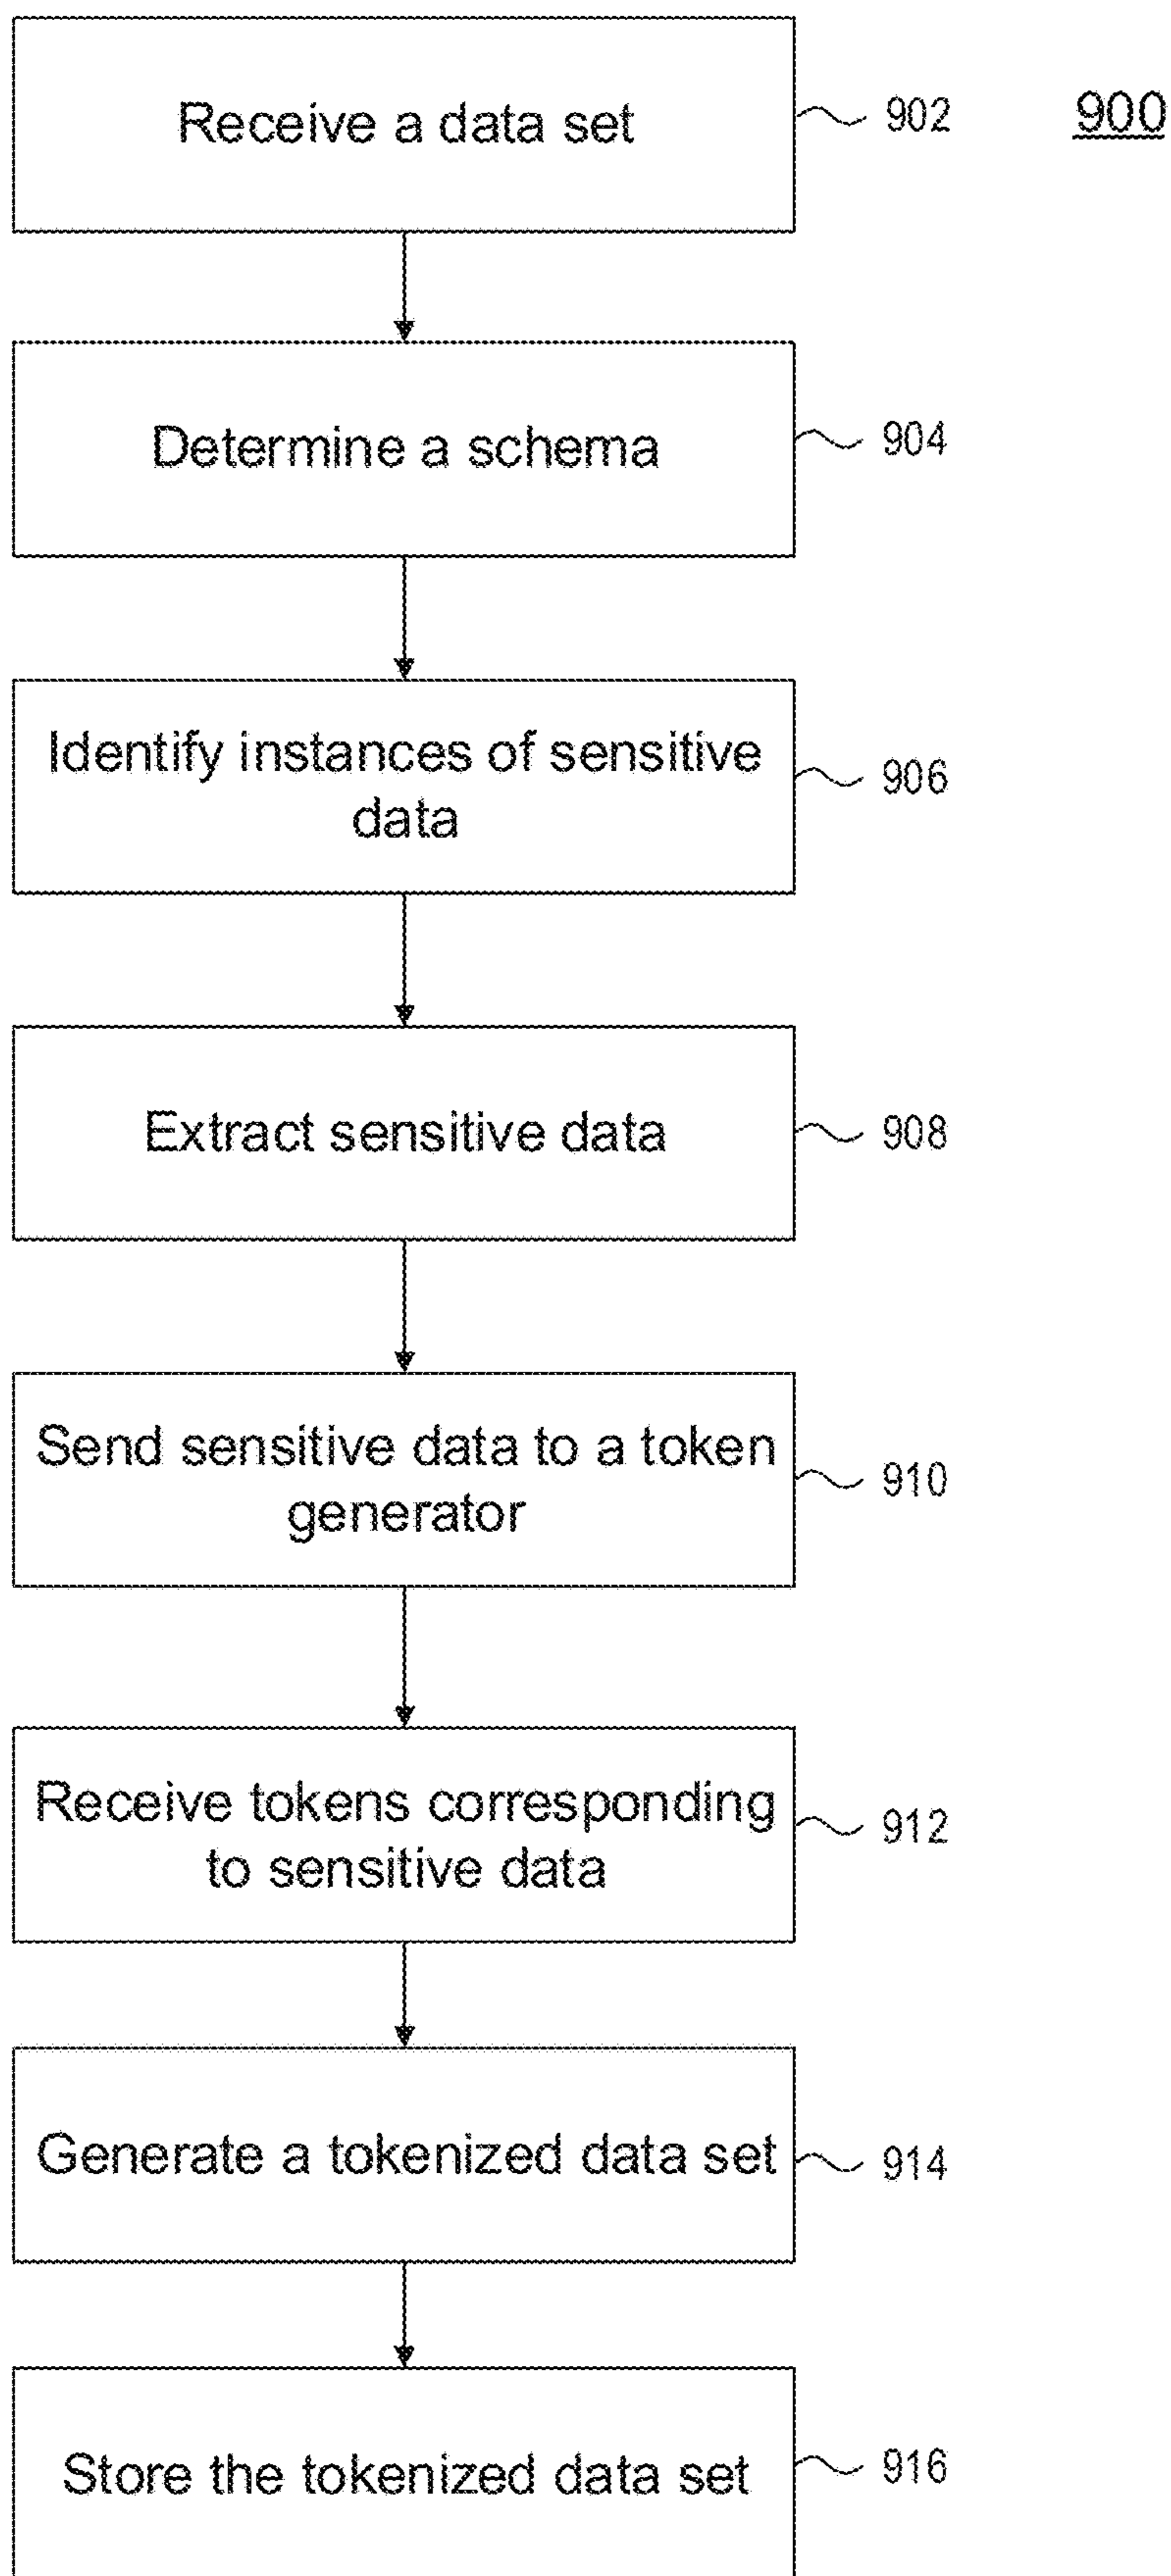 Receive a data set
902
900
Determine a schema
904
Identify instances of sensitive
data
906
Extract sensitive data
908
Send sensitive data to a token
generator
910
Receive tokens corresponding
to sensitive data
912
Generate a tokenized data set
914
Store the tokenized data set
916